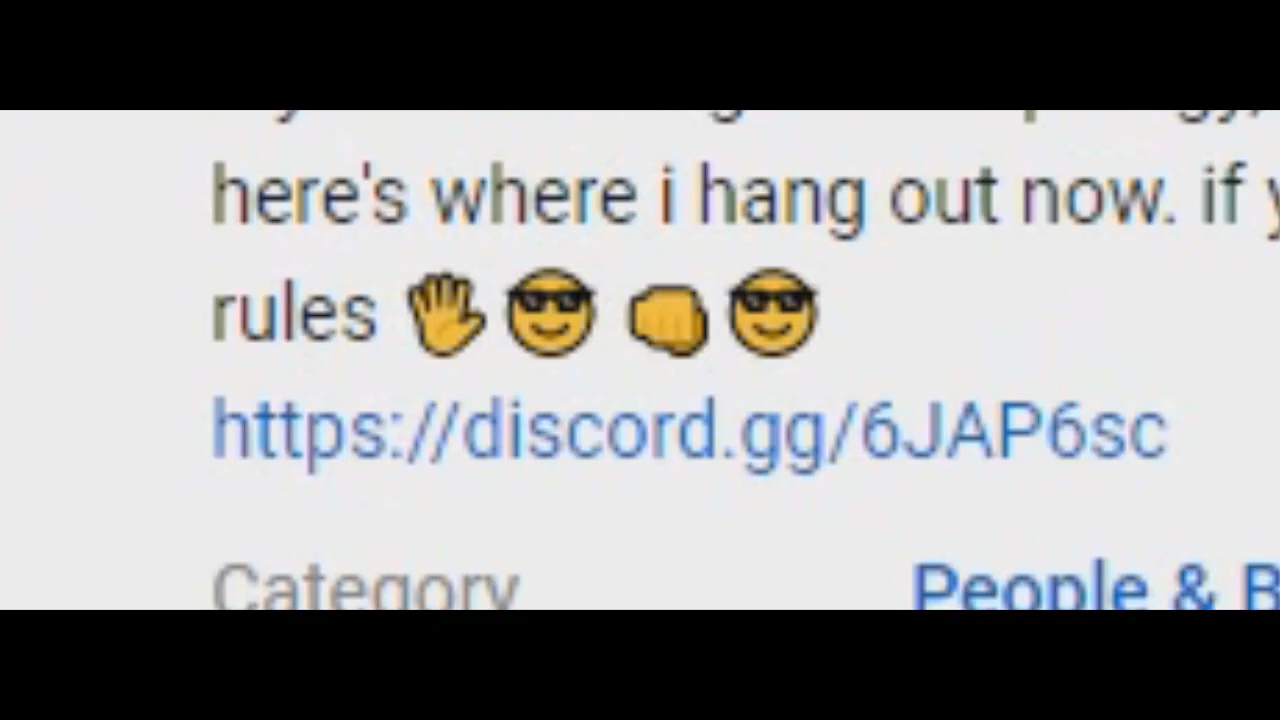 here's where i hang out now. if
rules 🖐😎 👊😎
https://discord.gg/6JAP6sc
Category People & B